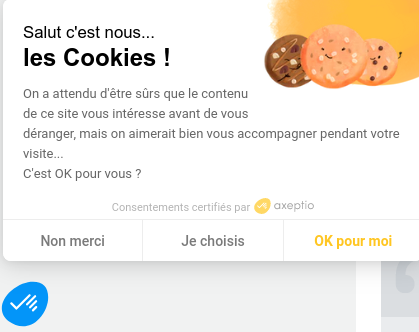 Salut c'est nous...
les Cookies !
On a attendu d'être sûrs que le contenu
de ce site vous intéresse avant de vous
déranger, mais on aimerait bien vous accompagner pendant votre
visite...
C'est OK pour vous ?
Consentements certifiés par axeptio
Non merci
Je choisis
OK pour moi